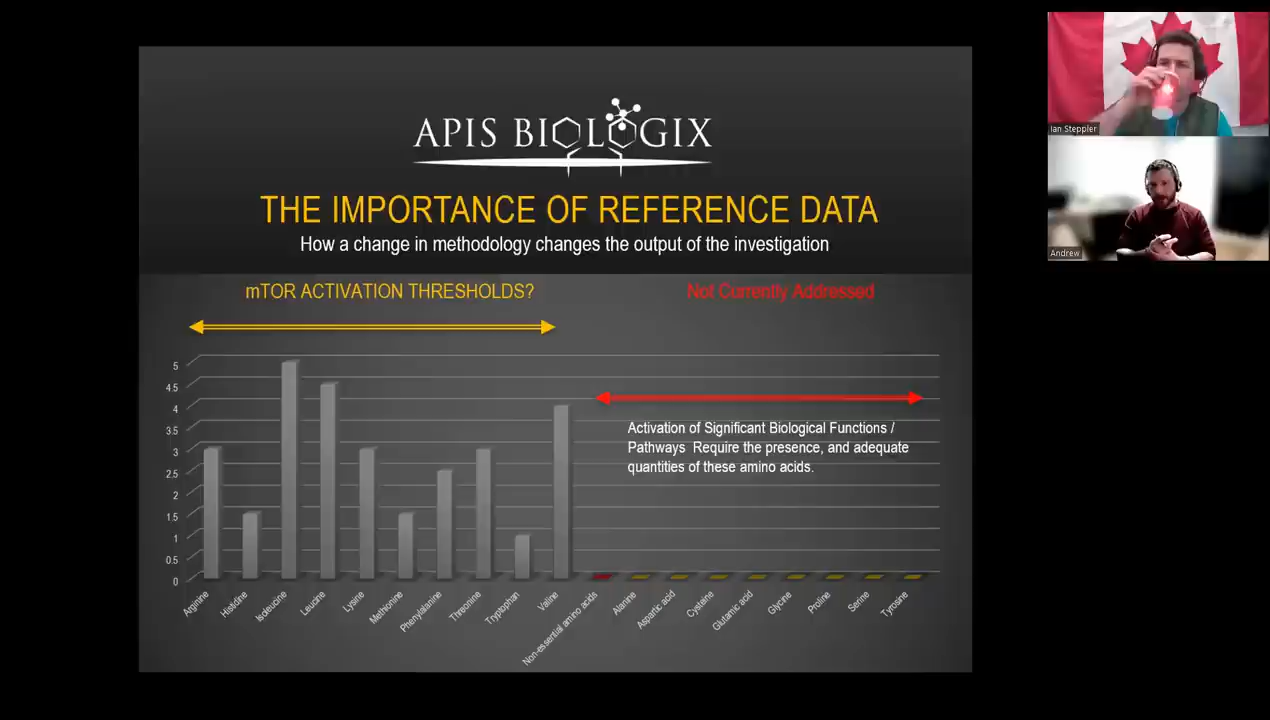 APIS BIOLOGIX
THE IMPORTANCE OF REFERENCE DATA
How a change in methodology changes the output of the investigation
mTOR ACTIVATION THRESHOLDS?
Not Currently Addressed
Activation of Significant Biological Functions /
Pathways Require the presence, and adequate
quantities of these amino acids.
5
4.5
4
3.5
3
2.5
2
1.5
1
0.5
0
Arginine
Histidine
Isoleucine
Leucine
Lysine
Methionine
Phenylalanine
Threonine
Tryptophan
Valine
Non-essential amino acids
Alanine
Aspartic acid
Cysteine
Glutamic acid
Glycine
Proline
Serine
Tyrosine
Ian Steppler
Andrew